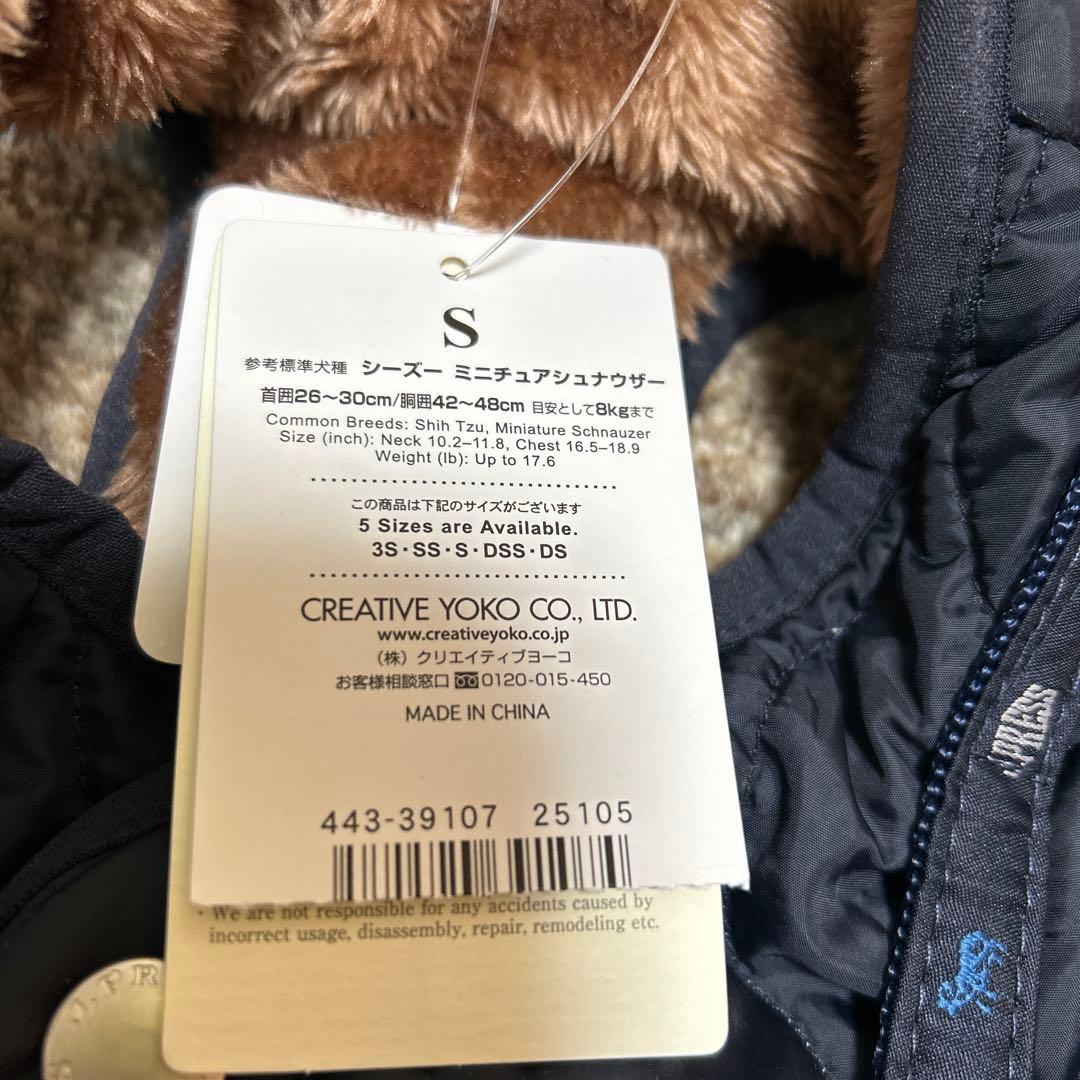 S
参考標準犬種 シーズー ミニチュアシュナウザー
首囲26～30cm/胴囲42～48cm 目安として8kgまで
Common Breeds: Shih Tzu, Miniature Schnauzer
Size (inch): Neck 10.2–11.8, Chest 16.5–18.9
Weight (lb): Up to 17.6
この商品は下記のサイズがございます
5 Sizes are Available.
3S・SS・S・DSS・DS
CREATIVE YOKO CO., LTD.
www.creativeyoko.co.jp
（株）クリエイティブヨーコ
お客様相談窓口 0120-015-450
MADE IN CHINA
443-39107 25105
・We are not responsible for any accidents caused by
incorrect usage, disassembly, repair, remodeling etc.
J.PR
J.PRESS